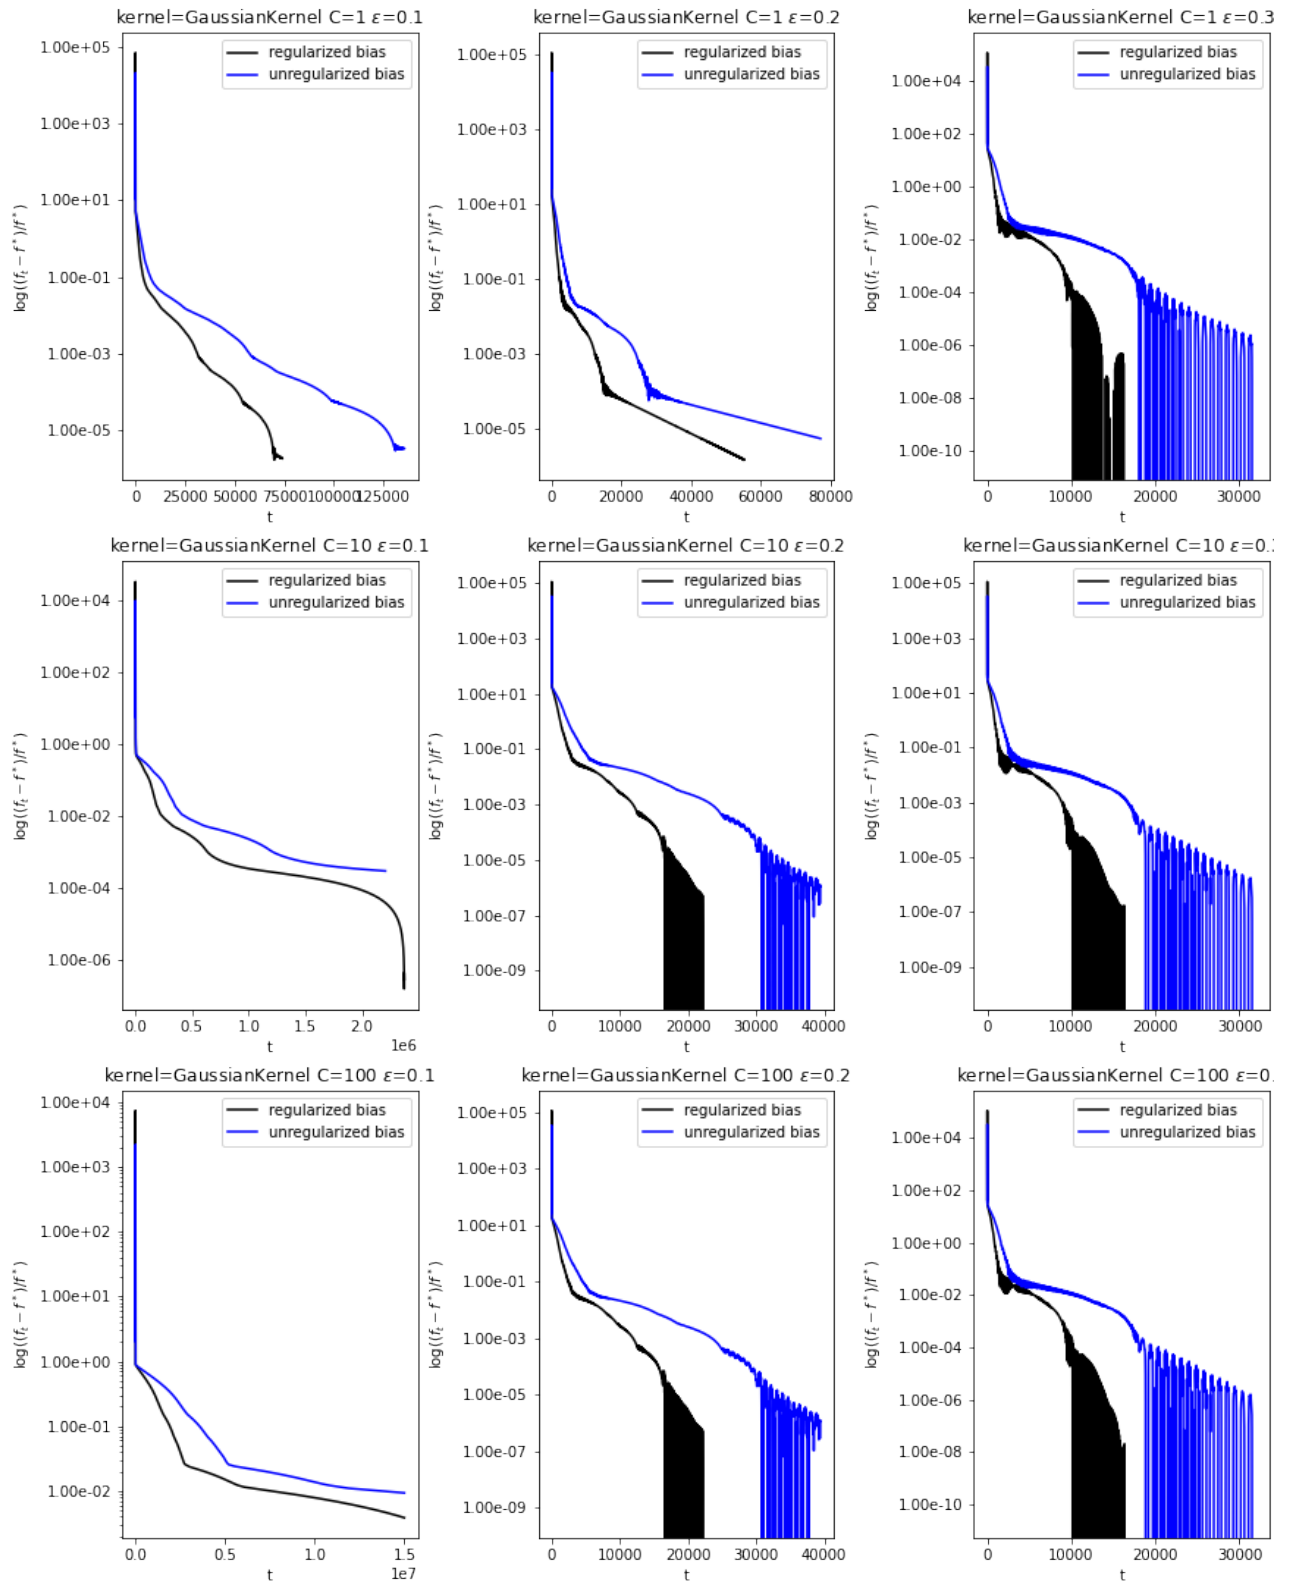 kernel=GaussianKernel C=1 ε=0.1
regularized bias
unregularized bias
1.00e+05
1.00e+03
1.00e+01
1.00e-01
1.00e-03
1.00e-05
log((f_t − f*)/f*)
0 25000 50000 75000 100000 125000
t
kernel=GaussianKernel C=1 ε=0.2
regularized bias
unregularized bias
1.00e+05
1.00e+03
1.00e+01
1.00e-01
1.00e-03
1.00e-05
log((f_t − f*)/f*)
0 20000 40000 60000 80000
t
kernel=GaussianKernel C=1 ε=0.3
regularized bias
unregularized bias
1.00e+04
1.00e+02
1.00e+00
1.00e-02
1.00e-04
1.00e-06
1.00e-08
1.00e-10
log((f_t − f*)/f*)
0 10000 20000 30000
t
kernel=GaussianKernel C=10 ε=0.1
regularized bias
unregularized bias
1.00e+04
1.00e+02
1.00e+00
1.00e-02
1.00e-04
1.00e-06
log((f_t − f*)/f*)
0.0 0.5 1.0 1.5 2.0
1e6
t
kernel=GaussianKernel C=10 ε=0.2
regularized bias
unregularized bias
1.00e+05
1.00e+03
1.00e+01
1.00e-01
1.00e-03
1.00e-05
1.00e-07
1.00e-09
log((f_t − f*)/f*)
0 10000 20000 30000 40000
t
kernel=GaussianKernel C=10 ε=0.
regularized bias
unregularized bias
1.00e+05
1.00e+03
1.00e+01
1.00e-01
1.00e-03
1.00e-05
1.00e-07
1.00e-09
log((f_t − f*)/f*)
0 10000 20000 30000
t
kernel=GaussianKernel C=100 ε=0.1
regularized bias
unregularized bias
1.00e+04
1.00e+03
1.00e+02
1.00e+01
1.00e+00
1.00e-01
1.00e-02
log((f_t − f*)/f*)
0.0 0.5 1.0 1.5
1e7
t
kernel=GaussianKernel C=100 ε=0.2
regularized bias
unregularized bias
1.00e+05
1.00e+03
1.00e+01
1.00e-01
1.00e-03
1.00e-05
1.00e-07
1.00e-09
log((f_t − f*)/f*)
0 10000 20000 30000 40000
t
kernel=GaussianKernel C=100 ε=0.
regularized bias
unregularized bias
1.00e+04
1.00e+02
1.00e+00
1.00e-02
1.00e-04
1.00e-06
1.00e-08
1.00e-10
log((f_t − f*)/f*)
0 10000 20000 30000
t